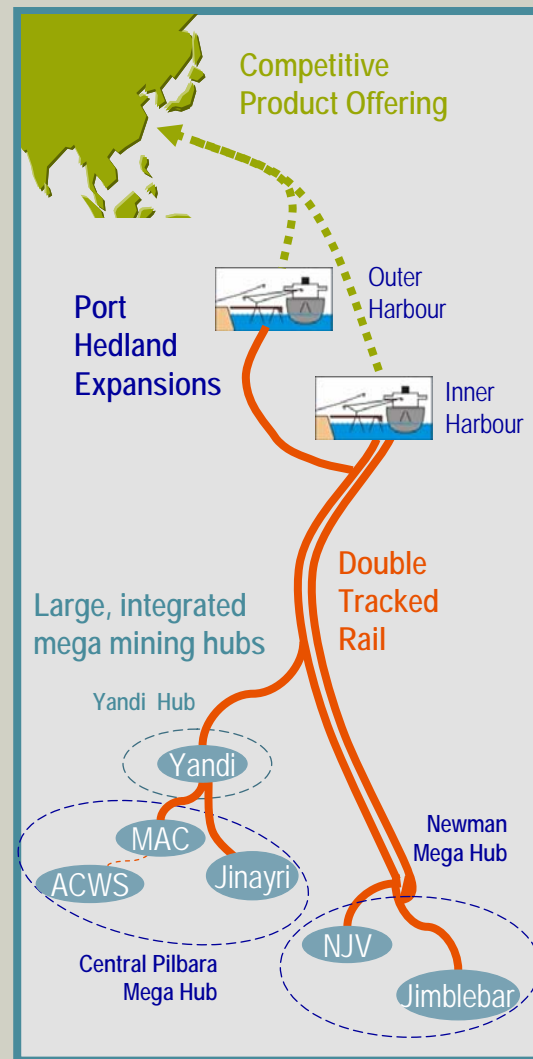 Competitive
Product Offering
Outer
Harbour
Port
Hedland
Expansions
Inner
Harbour
Double
Tracked
Rail
Large, integrated
mega mining hubs
Yandi Hub
Yandi
MAC
Newman
Mega Hub
ACWS
Jinayri
NJV
Central Pilbara
Mega Hub
Jimblebar